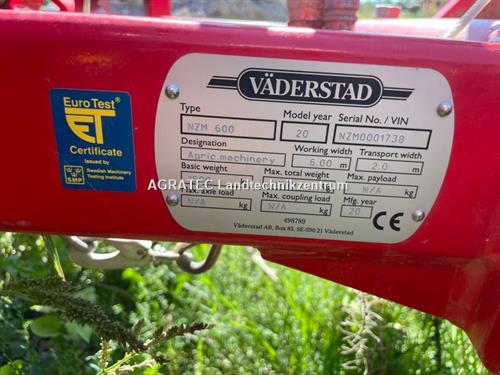 VÄDERSTAD
Type Model year Serial No. / VIN
NZM 600 20 NZM0001738
Designation Working width Transport width
Agric.machinery 6.00 m 2.0 m
Basic weight Max. total weight Max. payload
kg N/A kg
Max. axle load Max. coupling load Mfg. year
N/A kg N/A kg 20
498789
Väderstad AB, Box 85, SE-590 21 Väderstad
CE
Euro Test®
ET
Certificate
issued by
Swedish Machinery
Testing Institute
SMP
AGRATEC Landtechnikzentrum